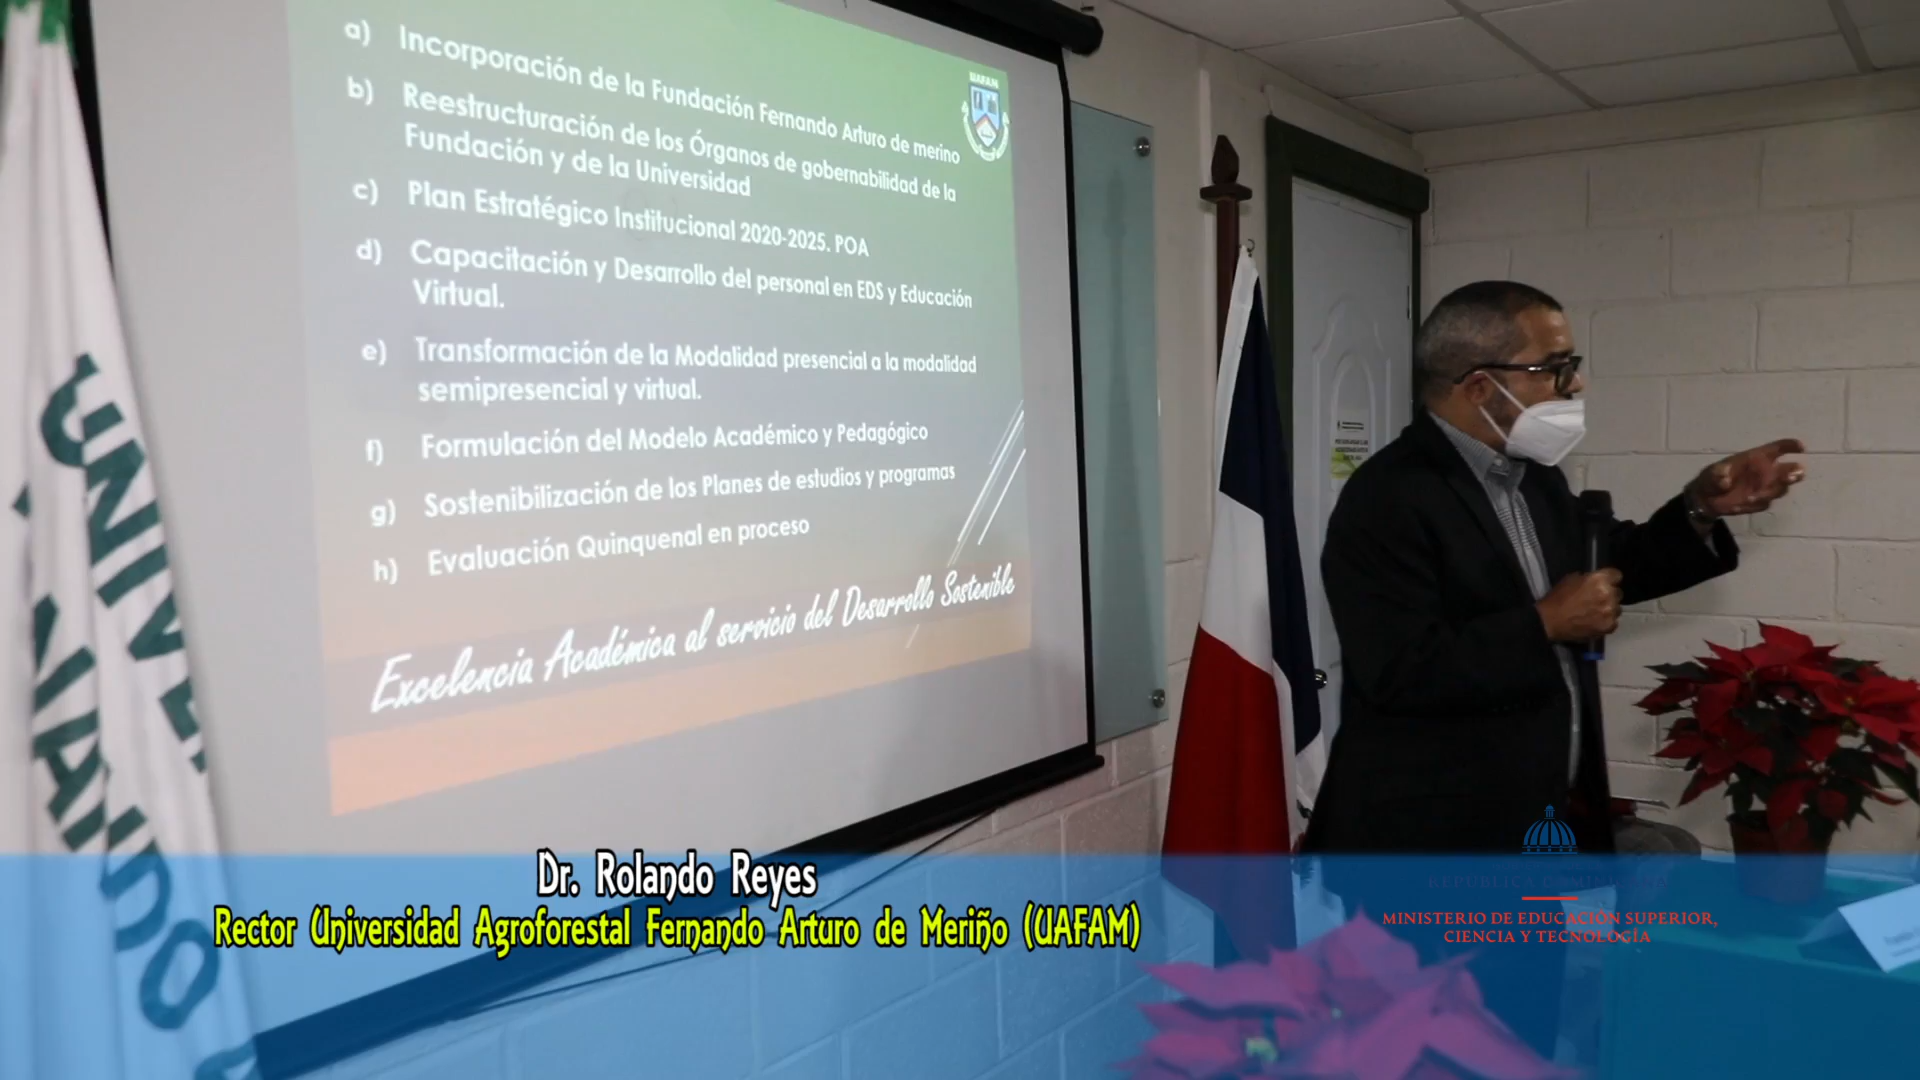 UAFAM
a) Incorporación de la Fundación Fernando Arturo de merino
b) Reestructuración de los Órganos de gobernabilidad de la
Fundación y de la Universidad
c) Plan Estratégico Institucional 2020-2025. POA
d) Capacitación y Desarrollo del personal en EDS y Educación
Virtual.
e) Transformación de la Modalidad presencial a la modalidad
semipresencial y virtual.
f) Formulación del Modelo Académico y Pedagógico
g) Sostenibilización de los Planes de estudios y programas
h) Evaluación Quinquenal en proceso
Excelencia Académica al servicio del Desarrollo Sostenible
UNIVE
NANDO
Dr. Rolando Reyes
Rector Universidad Agroforestal Fernando Arturo de Meriño (UAFAM)
REPÚBLICA DOMINICANA
MINISTERIO DE EDUCACIÓN SUPERIOR,
CIENCIA Y TECNOLOGÍA